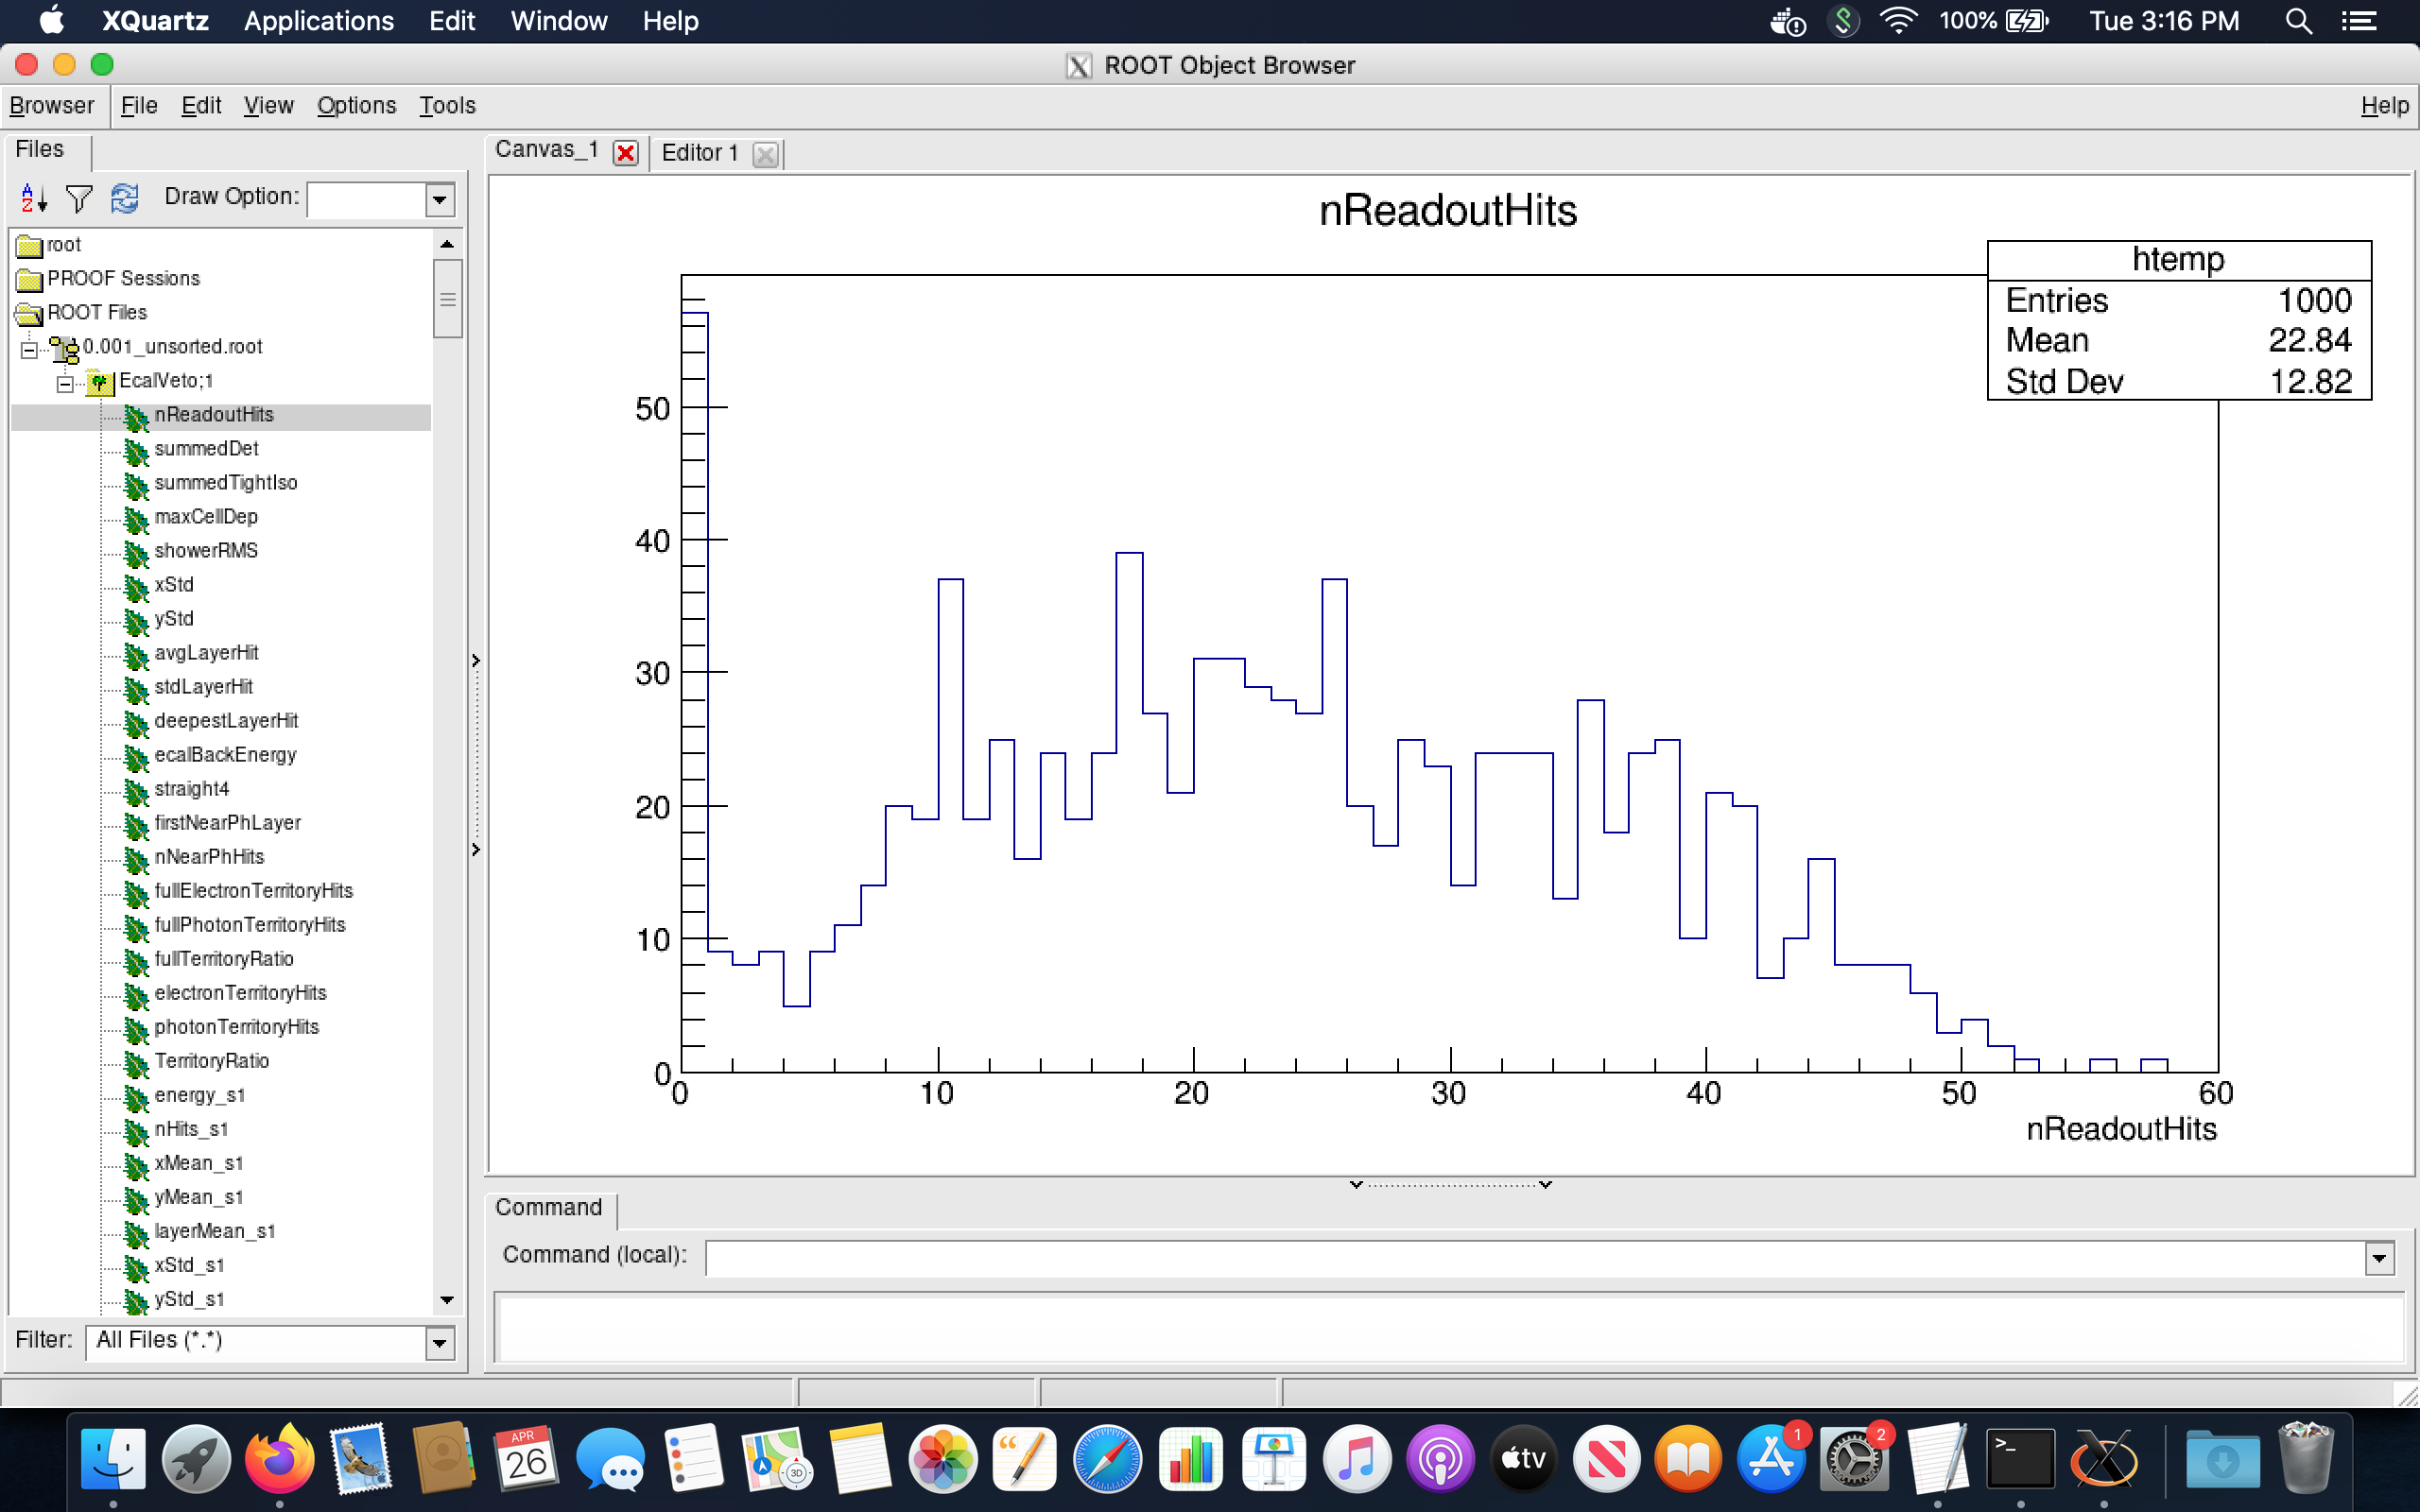 XQuartz Applications Edit Window Help 100% Tue 3:16 PM
ROOT Object Browser
Browser File Edit View Options Tools Help
Files
Draw Option:
root
PROOF Sessions
ROOT Files
0.001_unsorted.root
EcalVeto;1
nReadoutHits
summedDet
summedTightIso
maxCellDep
showerRMS
xStd
yStd
avgLayerHit
stdLayerHit
deepestLayerHit
ecalBackEnergy
straight4
firstNearPhLayer
nNearPhHits
fullElectronTerritoryHits
fullPhotonTerritoryHits
fullTerritoryRatio
electronTerritoryHits
photonTerritoryHits
TerritoryRatio
energy_s1
nHits_s1
xMean_s1
yMean_s1
layerMean_s1
xStd_s1
yStd_s1
Filter: All Files (*.*)
Canvas_1 Editor 1
nReadoutHits
htemp
Entries 1000
Mean 22.84
Std Dev 12.82
50
40
30
20
10
0
0 10 20 30 40 50 60
nReadoutHits
Command
Command (local):
APR
26
3D
tv
1
2
>_